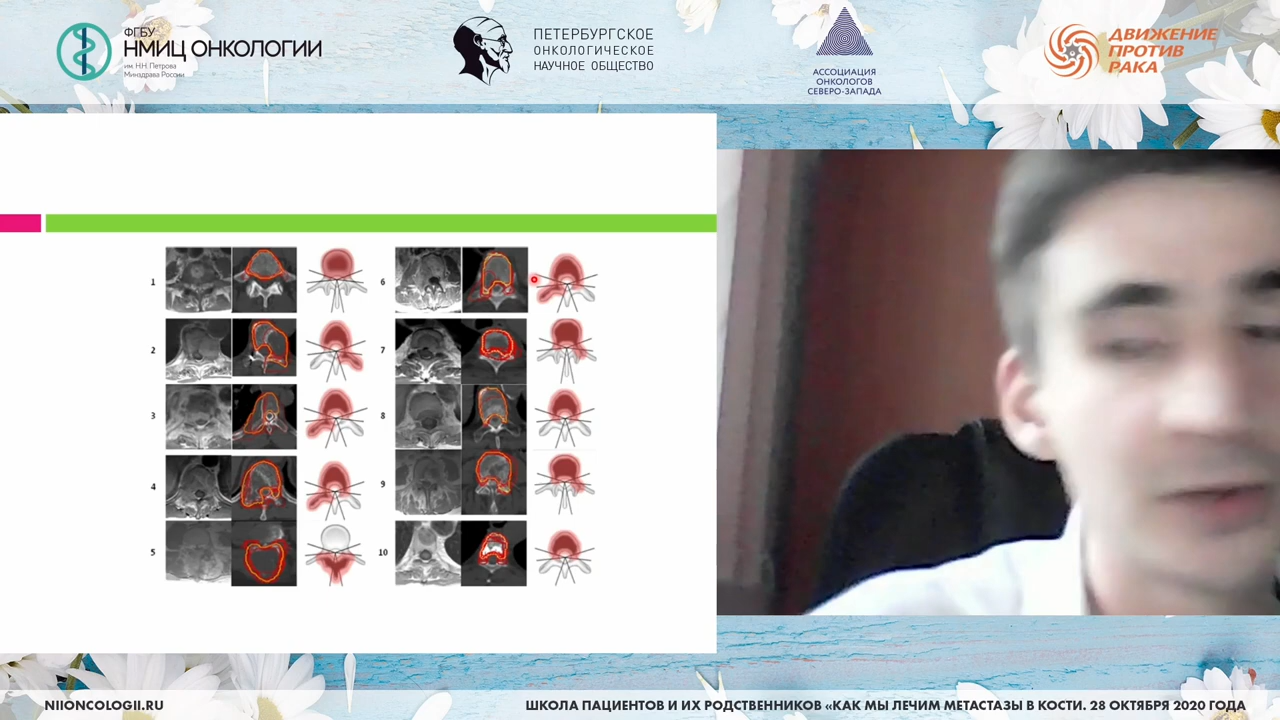 ФГБУ
НМИЦ ОНКОЛОГИИ
им. Н.Н. Петрова
Минздрава России
ПЕТЕРБУРГСКОЕ
ОНКОЛОГИЧЕСКОЕ
НАУЧНОЕ ОБЩЕСТВО
АССОЦИАЦИЯ
ОНКОЛОГОВ
СЕВЕРО-ЗАПАДА
ДВИЖЕНИЕ
ПРОТИВ
РАКА
1
6
2
7
3
8
4
9
5
10
NIIONCOLOGII.RU
ШКОЛА ПАЦИЕНТОВ И ИХ РОДСТВЕННИКОВ «КАК МЫ ЛЕЧИМ МЕТАСТАЗЫ В КОСТИ. 28 ОКТЯБРЯ 2020 ГОДА